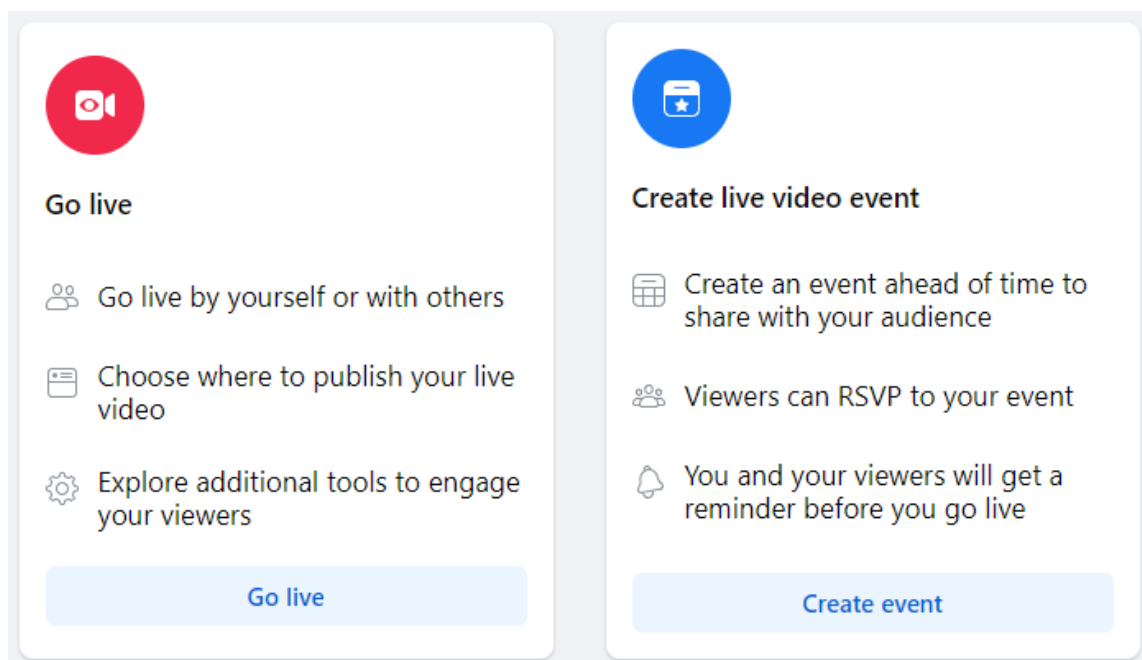 Go live
Go live by yourself or with others
Choose where to publish your live
video
Explore additional tools to engage
your viewers
Go live
Create live video event
Create an event ahead of time to
share with your audience
Viewers can RSVP to your event
You and your viewers will get a
reminder before you go live
Create event